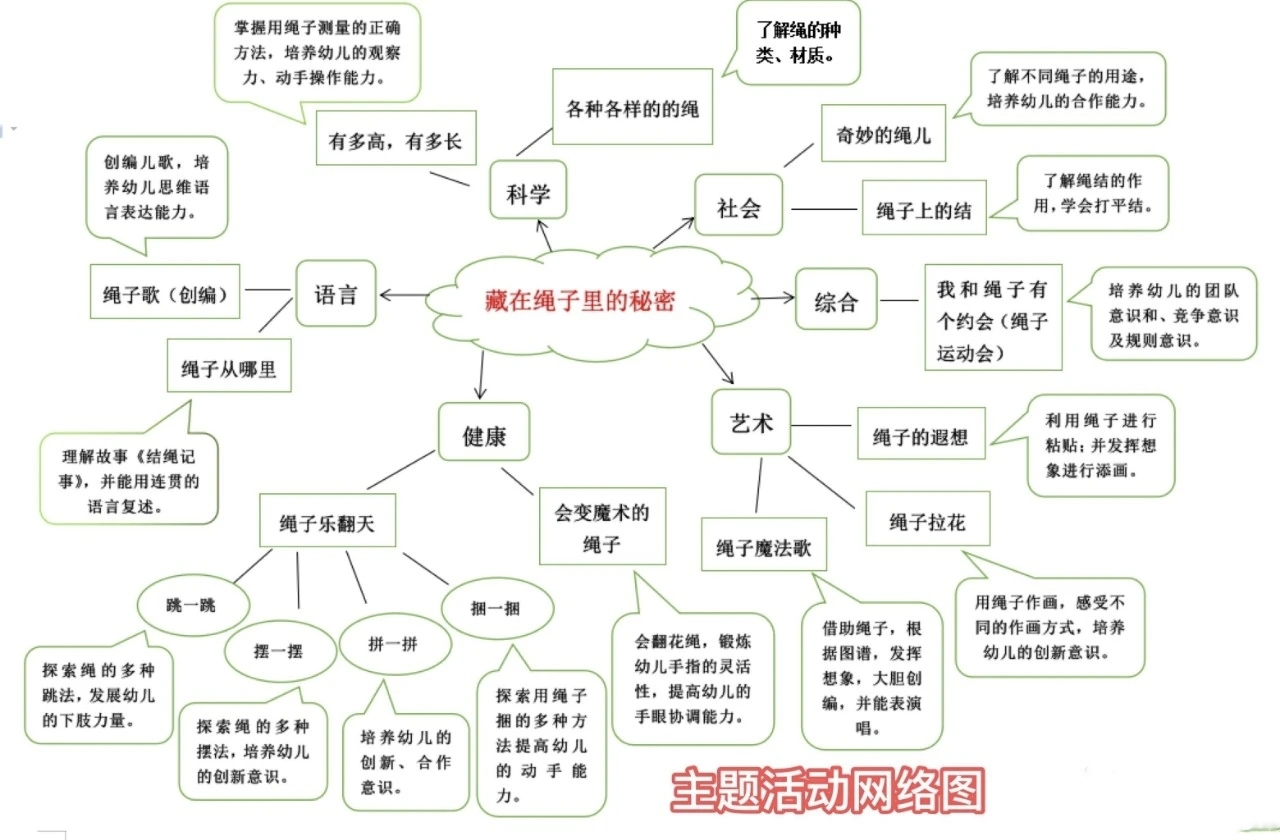 掌握用绳子测量的正确
方法，培养幼儿的观察
力、动手操作能力。
有多高，有多长
各种各样的的绳
了解绳的种
类、材质。
科学
奇妙的绳儿
了解不同绳子的用途，
培养幼儿的合作能力。
社会
绳子上的结
了解绳结的作
用，学会打平结。
创编儿歌，培
养幼儿思维语
言表达能力。
绳子歌（创编）
语言
绳子从哪里
理解故事《结绳记
事》，并能用连贯的
语言复述。
藏在绳子里的秘密
综合
我和绳子有
个约会（绳子
运动会）
培养幼儿的团队
意识和、竞争意识
及规则意识。
健康
绳子乐翻天
会变魔术的
绳子
跳一跳
摆一摆
拼一拼
捆一捆
探索绳的多种
跳法，发展幼儿
的下肢力量。
探索绳的多种
摆法，培养幼儿
的创新意识。
培养幼儿的
创新、合作
意识。
探索用绳子
捆的多种方
法提高幼儿
的动手能
力。
会翻花绳，锻炼
幼儿手指的灵活
性，提高幼儿的
手眼协调能力。
艺术
绳子的遐想
利用绳子进行
粘贴；并发挥想
象进行添画。
绳子魔法歌
绳子拉花
借助绳子，根
据图谱，发挥
想象，大胆创
编，并能表演
唱。
用绳子作画，感受不
同的作画方式，培养
幼儿的创新意识。
主题活动网络图